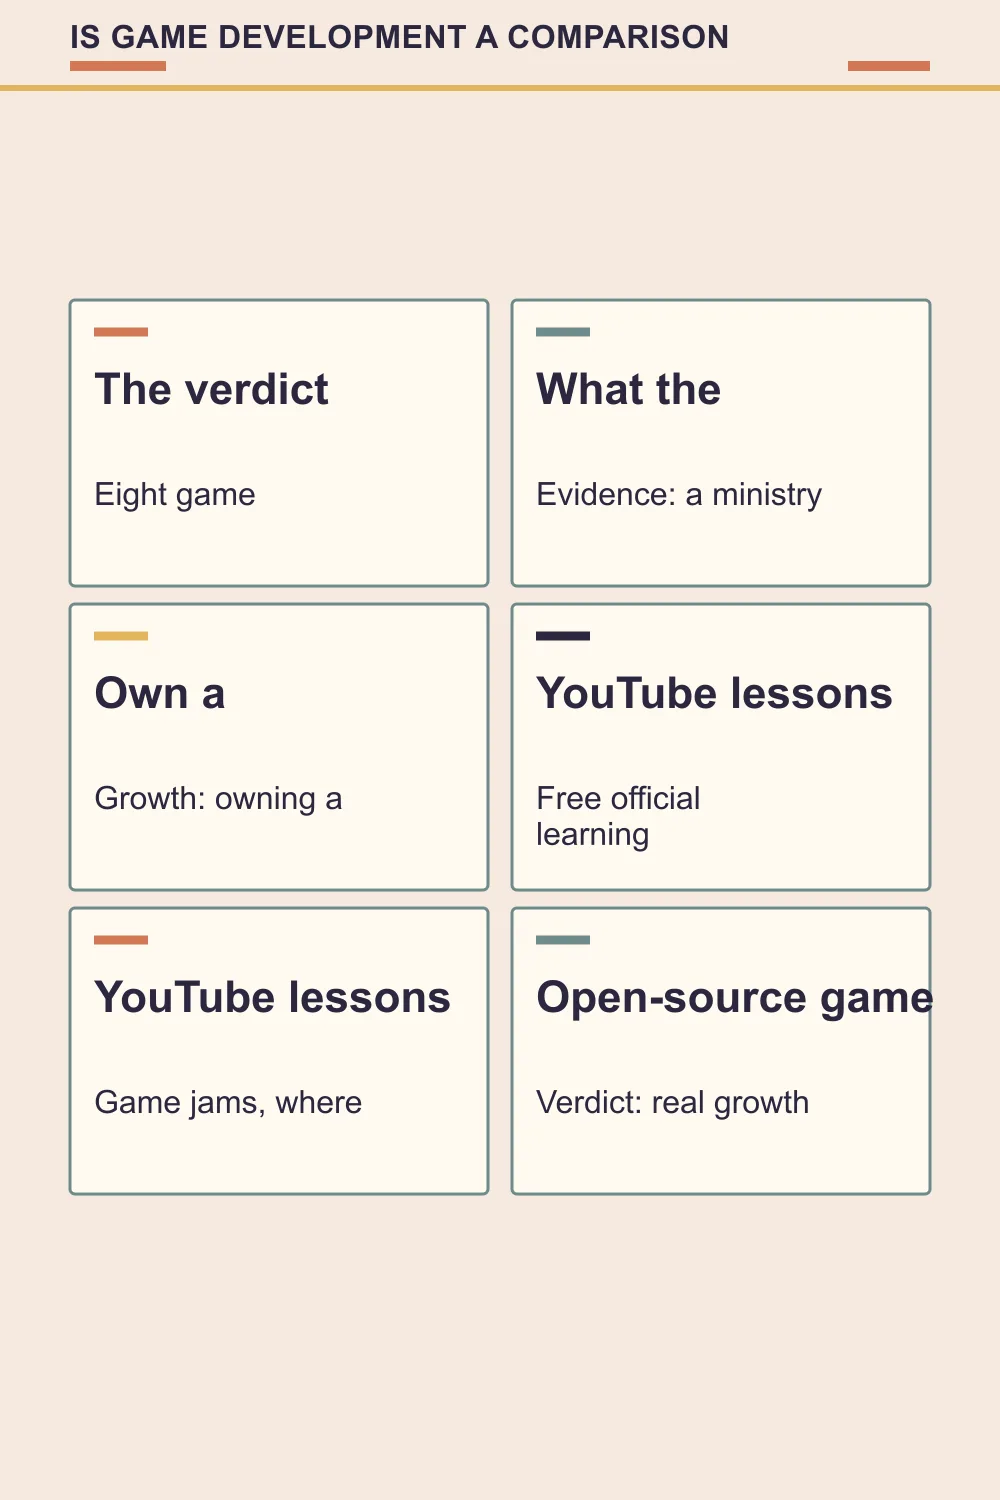 IS GAME DEVELOPMENT A COMPARISON
The verdict
Eight game
What the
Evidence: a ministry
Own a
Growth: owning a
YouTube lessons
Free official
learning
YouTube lessons
Game jams, where
Open-source game
Verdict: real growth